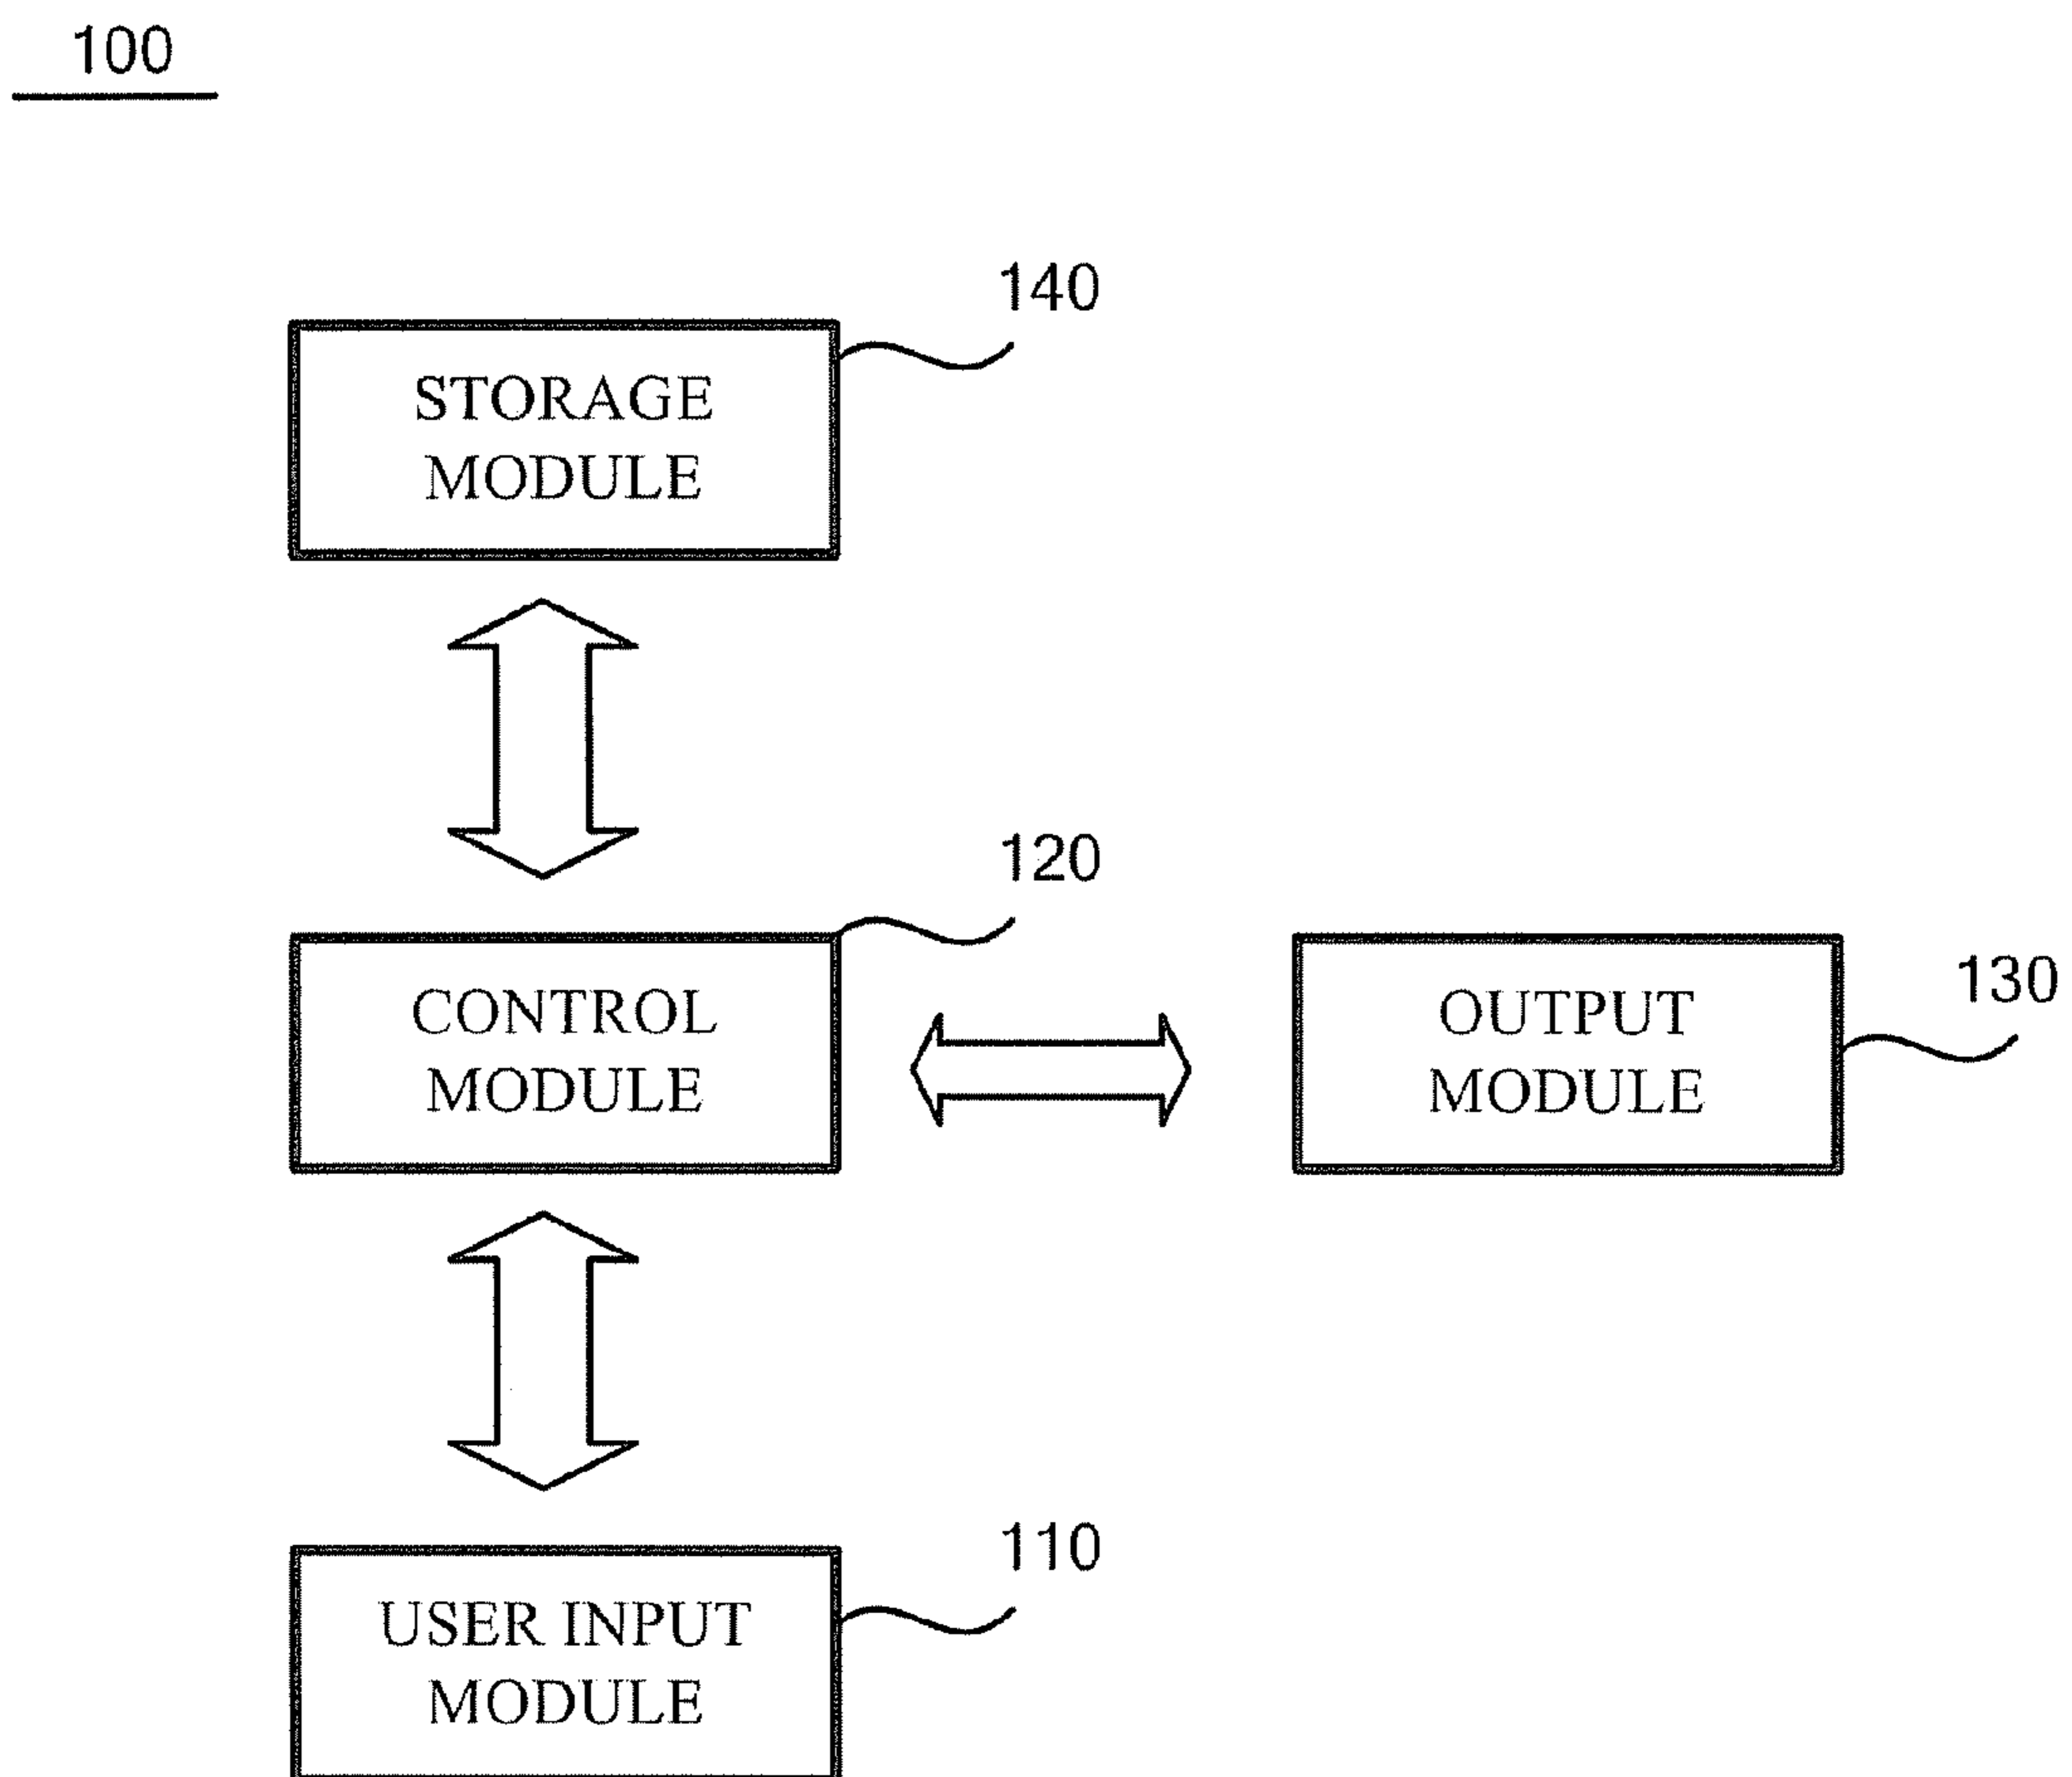 100
140
STORAGE
MODULE
120
CONTROL
MODULE
130
OUTPUT
MODULE
110
USER INPUT
MODULE